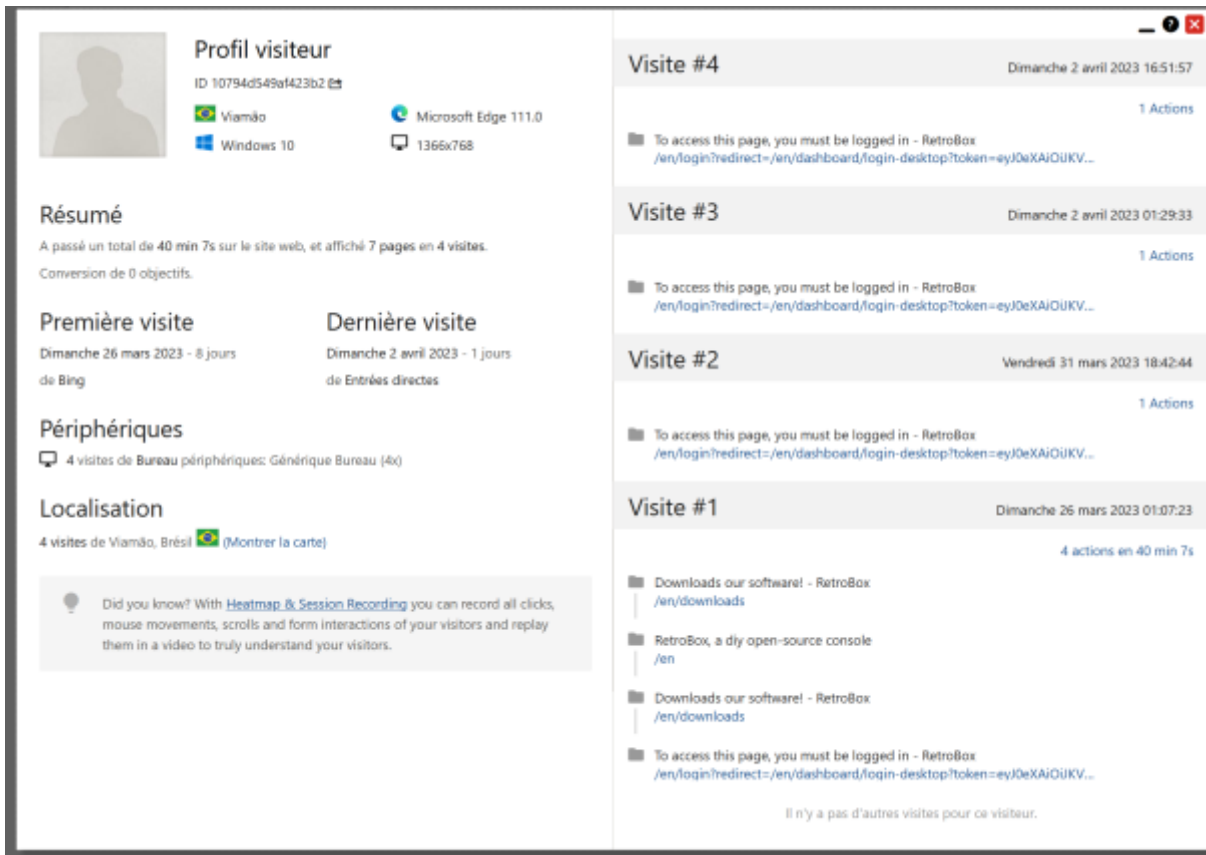 Profil visiteur
ID 10794d549af423b2
Viamão
Microsoft Edge 111.0
Windows 10
1366x768
Résumé
A passé un total de 40 min 7s sur le site web, et affiché 7 pages en 4 visites.
Conversion de 0 objectifs.
Première visite
Dimanche 26 mars 2023 - 8 jours
de Bing
Dernière visite
Dimanche 2 avril 2023 - 1 jours
de Entrées directes
Périphériques
4 visites de Bureau périphériques: Générique Bureau (4x)
Localisation
4 visites de Viamão, Brésil (Montrer la carte)
Did you know? With Heatmap & Session Recording you can record all clicks,
mouse movements, scrolls and form interactions of your visitors and replay
them in a video to truly understand your visitors.
Visite #4
Dimanche 2 avril 2023 16:51:57
1 Actions
To access this page, you must be logged in - RetroBox
/en/login?redirect=/en/dashboard/login-desktop?token=eyJ0eXAiOiJKV...
Visite #3
Dimanche 2 avril 2023 01:29:33
1 Actions
To access this page, you must be logged in - RetroBox
/en/login?redirect=/en/dashboard/login-desktop?token=eyJ0eXAiOiJKV...
Visite #2
Vendredi 31 mars 2023 18:42:44
1 Actions
To access this page, you must be logged in - RetroBox
/en/login?redirect=/en/dashboard/login-desktop?token=eyJ0eXAiOiJKV...
Visite #1
Dimanche 26 mars 2023 01:07:23
4 actions en 40 min 7s
Downloads our software! - RetroBox
/en/downloads
RetroBox, a diy open-source console
/en
Downloads our software! - RetroBox
/en/downloads
To access this page, you must be logged in - RetroBox
/en/login?redirect=/en/dashboard/login-desktop?token=eyJ0eXAiOiJKV...
Il n'y a pas d'autres visites pour ce visiteur.